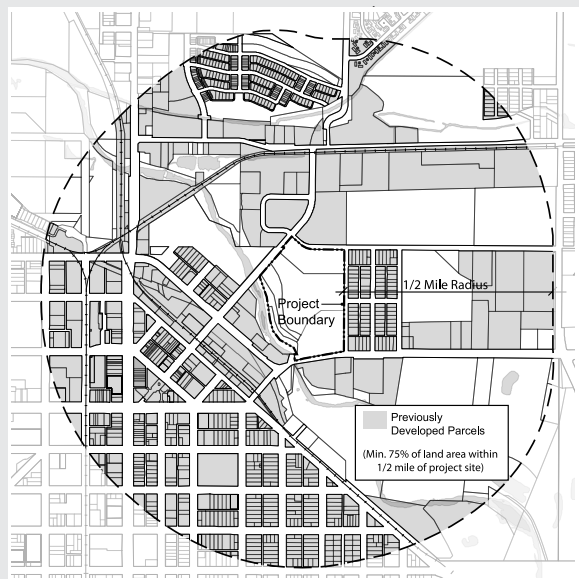 1/2 Mile Radius
Project
Boundary
Previously
Developed Parcels
(Min. 75% of land area within
1/2 mile of project site)